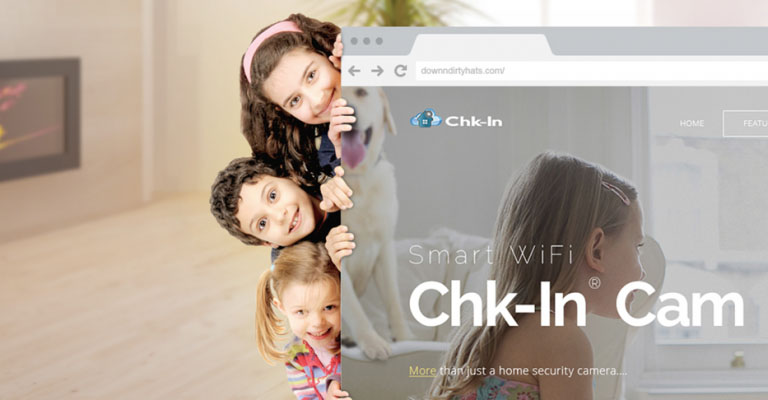 downndirtyhats.com/
Chk-In
HOME
FEATU
Smart WiFi
Chk-In® Cam
More than just a home security camera....